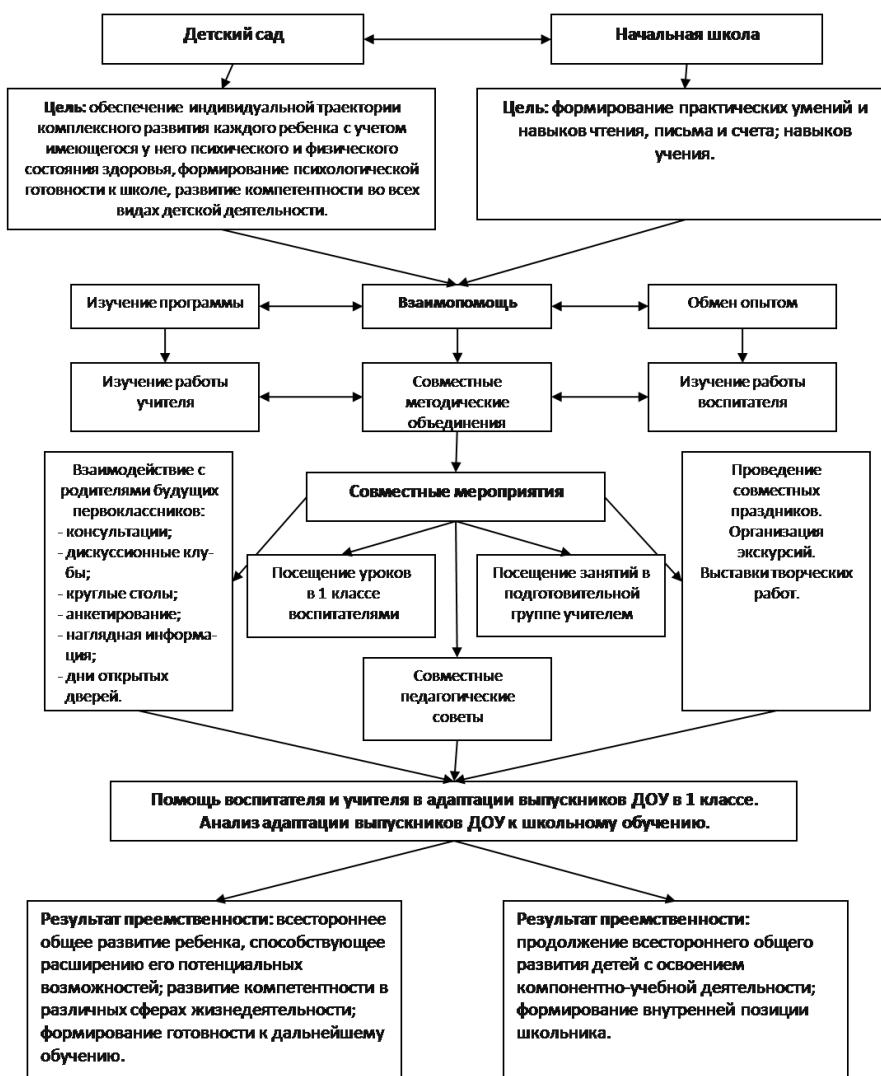 Детский сад
Начальная школа
Цель: обеспечение индивидуальной траектории
комплексного развития каждого ребенка с учетом
имеющегося у него психического и физического
состояния здоровья, формирование психологической
готовности к школе, развитие компетентности во всех
видах детской деятельности.
Цель: формирование практических умений и
навыков чтения, письма и счета; навыков
учения.
Изучение программы
Взаимопомощь
Обмен опытом
Изучение работы
учителя
Совместные
методические
объединения
Изучение работы
воспитателя
Взаимодействие с
родителями будущих
первоклассников:
- консультации;
- дискуссионные клу-
бы;
- круглые столы;
- анкетирование;
- наглядная информа-
ция;
- дни открытых
дверей.
Совместные мероприятия
Проведение
совместных
праздников.
Организация
экскурсий.
Выставки творческих
работ.
Посещение уроков
в 1 классе
воспитателями
Посещение занятий в
подготовительной
группе учителем
Совместные
педагогические
советы
Помощь воспитателя и учителя в адаптации выпускников ДОУ в 1 классе.
Анализ адаптации выпускников ДОУ к школьному обучению.
Результат преемственности: всестороннее
общее развитие ребенка, способствующее
расширению его потенциальных
возможностей; развитие компетентности в
различных сферах жизнедеятельности;
формирование готовности к дальнейшему
обучению.
Результат преемственности:
продолжение всестороннего общего
развития детей с освоением
компонентно-учебной деятельности;
формирование внутренней позиции
школьника.